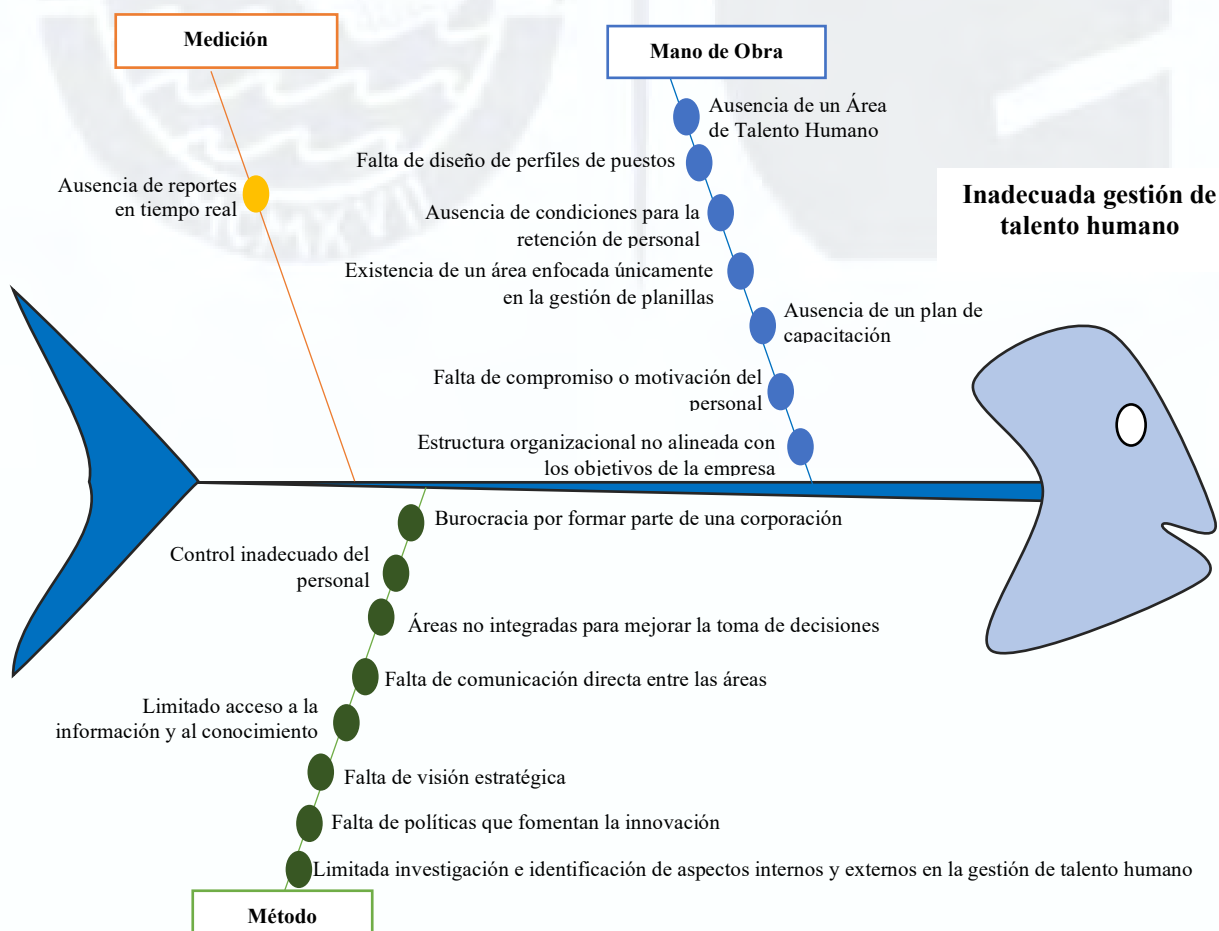 Medición
Ausencia de reportes
en tiempo real
Mano de Obra
Ausencia de un Área
de Talento Humano
Falta de diseño de perfiles de puestos
Ausencia de condiciones para la
retención de personal
Existencia de un área enfocada únicamente
en la gestión de planillas
Ausencia de un plan de
capacitación
Falta de compromiso o motivación del
personal
Estructura organizacional no alineada con
los objetivos de la empresa
Inadecuada gestión de
talento humano
Burocracia por formar parte de una corporación
Control inadecuado del
personal
Áreas no integradas para mejorar la toma de decisiones
Falta de comunicación directa entre las áreas
Limitado acceso a la
información y al conocimiento
Falta de visión estratégica
Falta de políticas que fomentan la innovación
Limitada investigación e identificación de aspectos internos y externos en la gestión de talento humano
Método